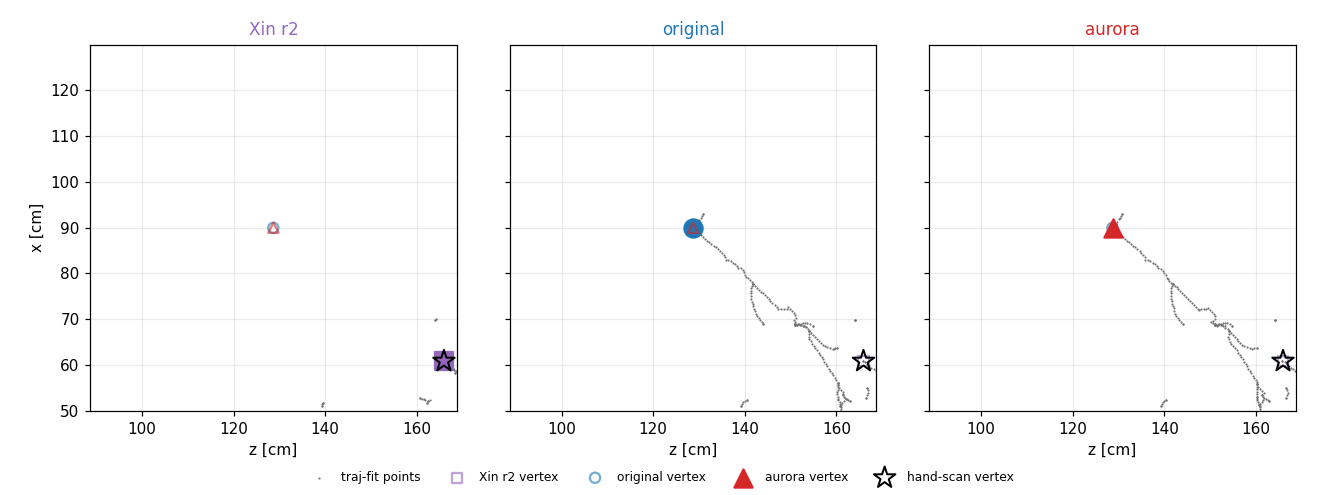 Xin r2
original
aurora
120
110
100
90
80
70
60
50
x [cm]
100 120 140 160
100 120 140 160
100 120 140 160
z [cm]
z [cm]
z [cm]
traj-fit points
Xin r2 vertex
original vertex
aurora vertex
hand-scan vertex